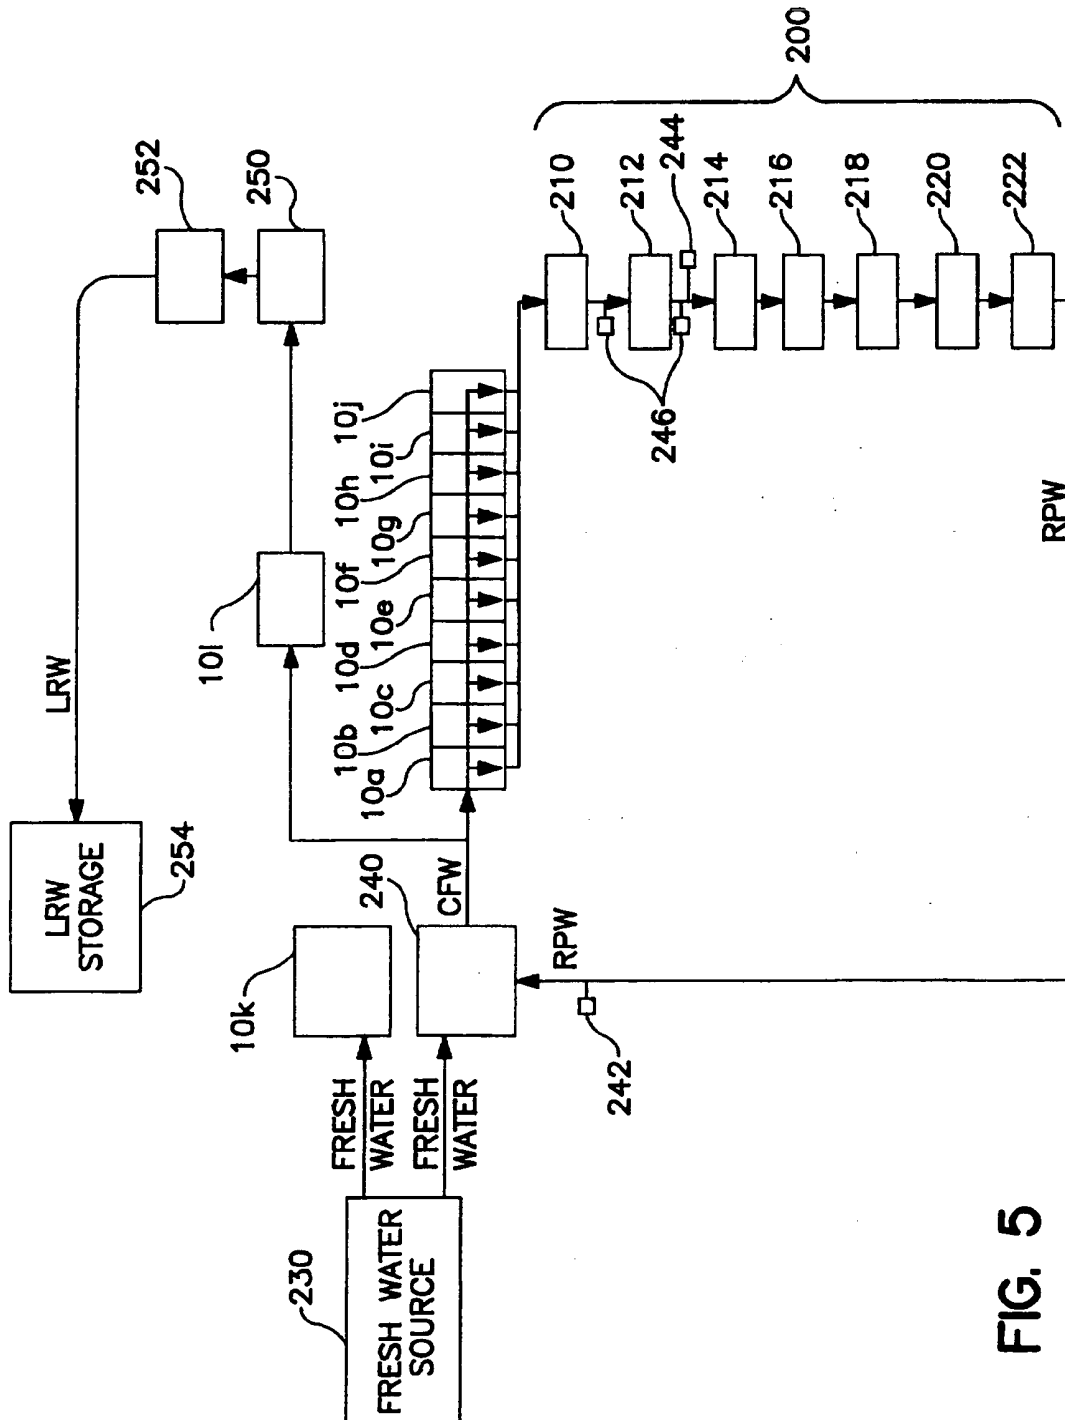 LRW
STORAGE
254
LRW
252
250
10l
10k
240
CFW
10a
10b
10c
10d
10e
10f
10g
10h
10i
10j
230
FRESH WATER
SOURCE
FRESH
WATER
FRESH
WATER
RPW
242
210
212
244
246
214
216
218
220
222
200
RPW
FIG. 5